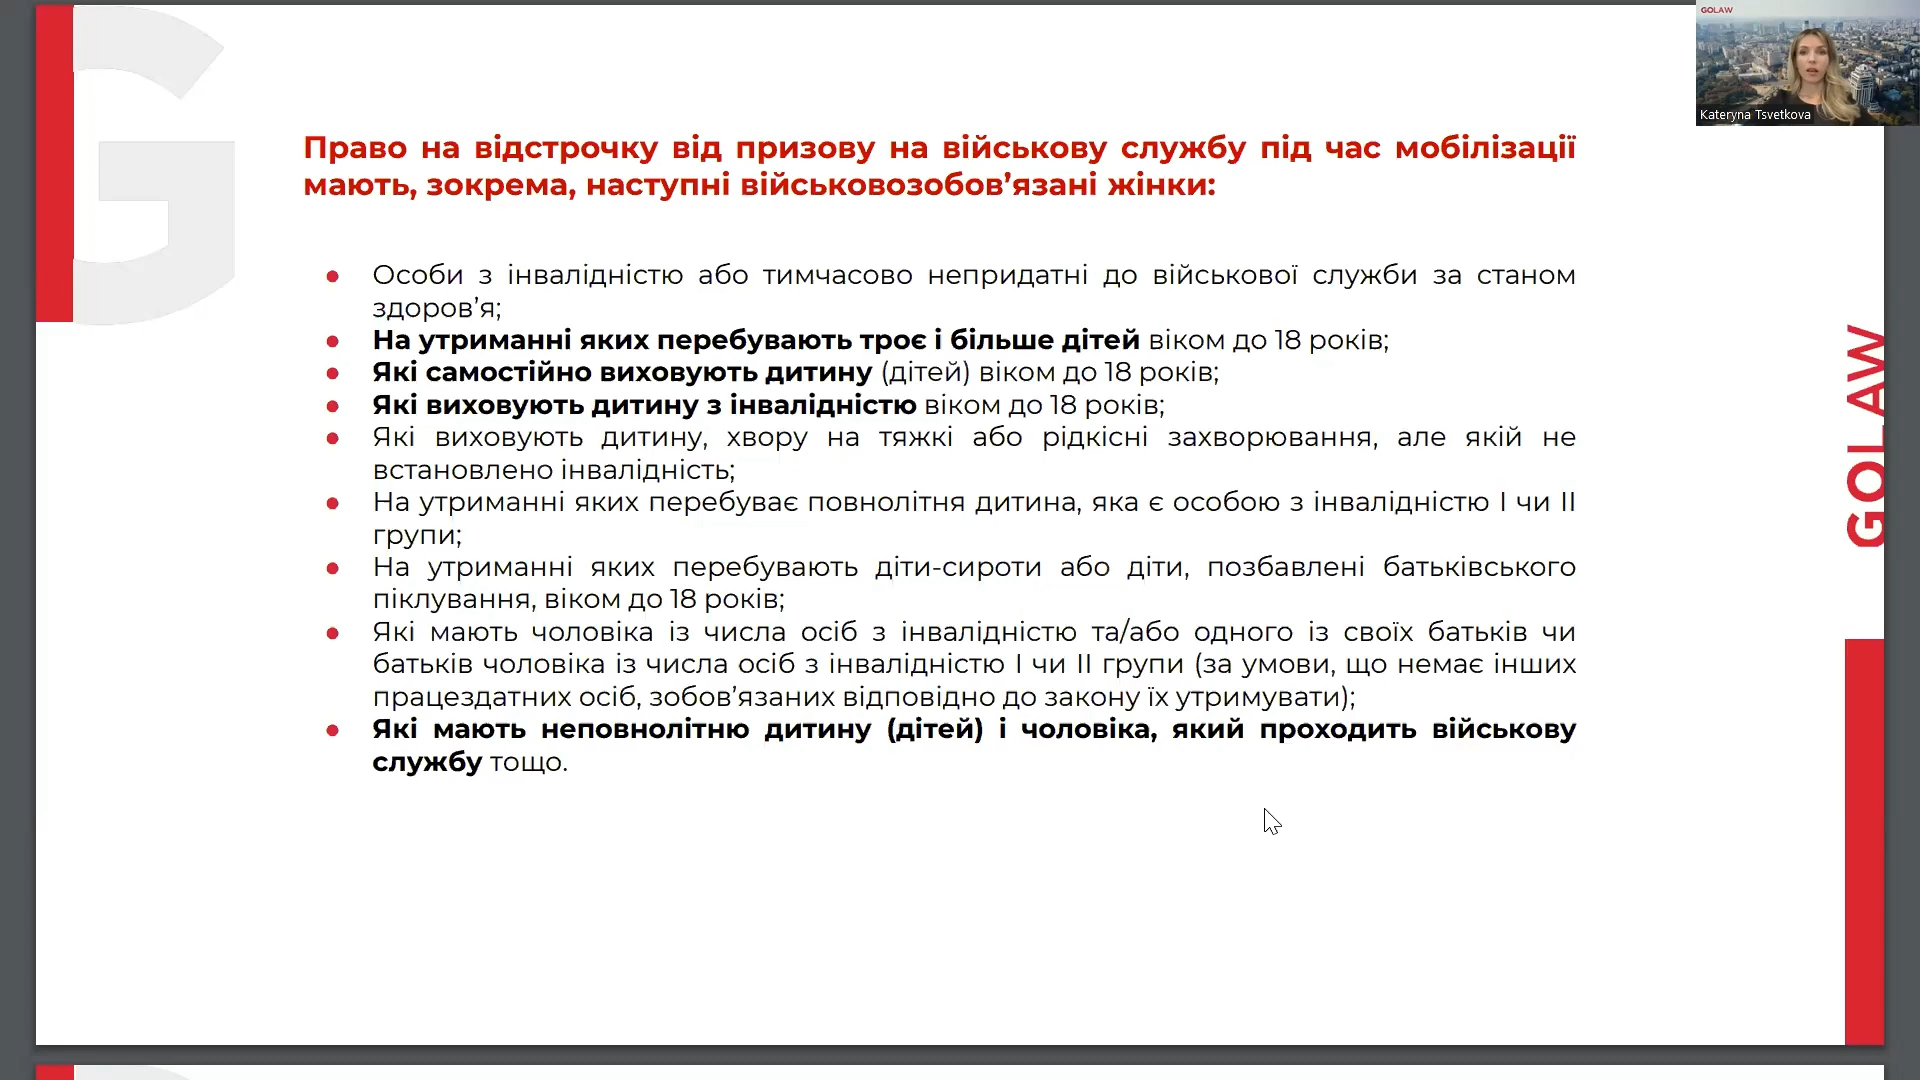 GOLAW
Kateryna Tsvetkova
Право на відстрочку від призову на військову службу під час мобілізації
мають, зокрема, наступні військовозобов’язані жінки:
● Особи з інвалідністю або тимчасово непридатні до військової служби за станом
здоров’я;
● На утриманні яких перебувають троє і більше дітей віком до 18 років;
● Які самостійно виховують дитину (дітей) віком до 18 років;
● Які виховують дитину з інвалідністю віком до 18 років;
● Які виховують дитину, хвору на тяжкі або рідкісні захворювання, але якій не
встановлено інвалідність;
● На утриманні яких перебуває повнолітня дитина, яка є особою з інвалідністю І чи ІІ
групи;
● На утриманні яких перебувають діти-сироти або діти, позбавлені батьківського
піклування, віком до 18 років;
● Які мають чоловіка із числа осіб з інвалідністю та/або одного із своїх батьків чи
батьків чоловіка із числа осіб з інвалідністю І чи ІІ групи (за умови, що немає інших
працездатних осіб, зобов’язаних відповідно до закону їх утримувати);
● Які мають неповнолітню дитину (дітей) і чоловіка, який проходить військову
службу тощо.
GOLAW